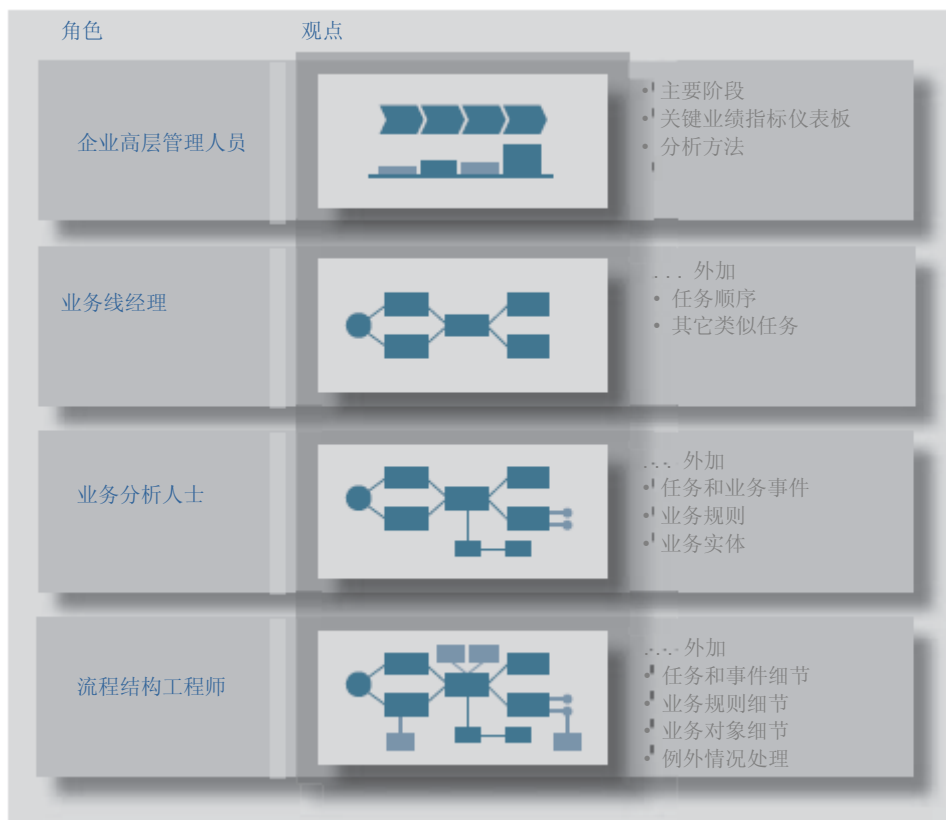 角色
观点
企业高层管理人员
• 主要阶段
• 关键业绩指标仪表板
• 分析方法
业务线经理
... 外加
• 任务顺序
• 其它类似任务
业务分析人士
... 外加
• 任务和业务事件
• 业务规则
• 业务实体
流程结构工程师
... 外加
• 任务和事件细节
• 业务规则细节
• 业务对象细节
• 例外情况处理